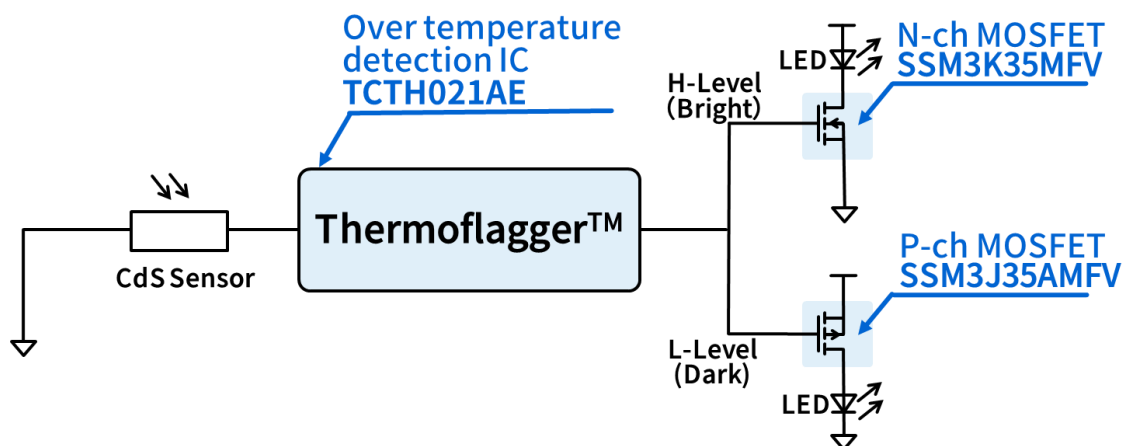 Over temperature
detection IC
TCTH021AE
N-ch MOSFET
SSM3K35MFV
LED
H-Level
(Bright)
Thermoflagger™
CdS Sensor
P-ch MOSFET
SSM3J35AMFV
L-Level
(Dark)
LED